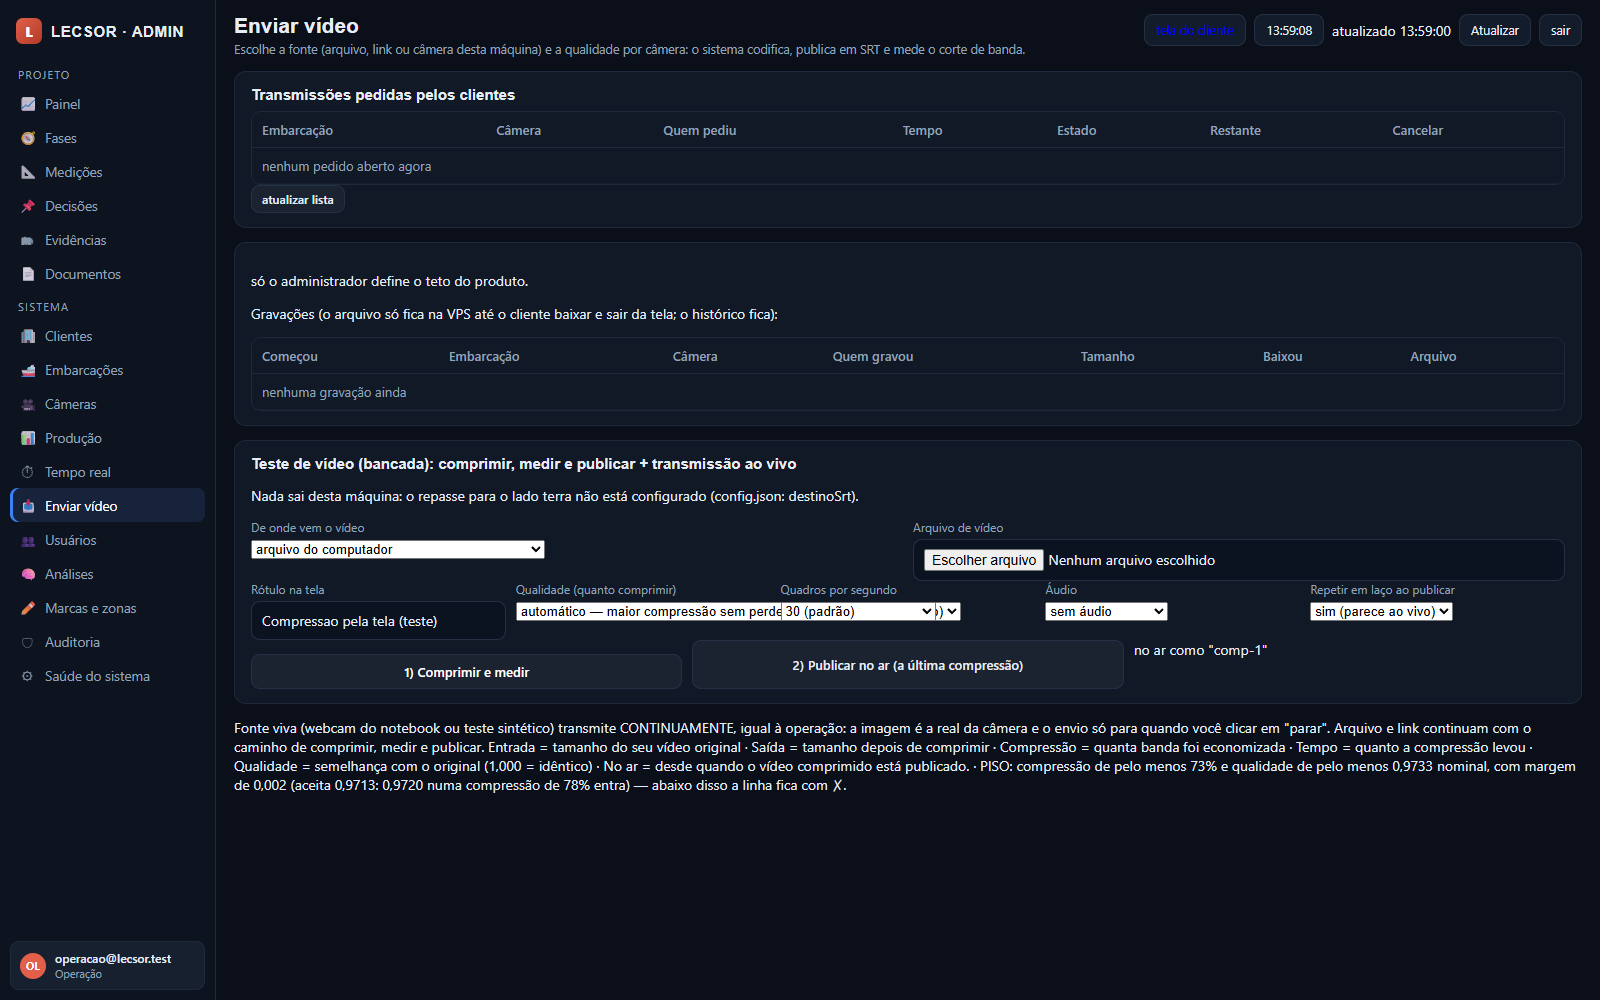 L LECSOR · ADMIN
PROJETO
Painel
Fases
Medições
Decisões
Evidências
Documentos
SISTEMA
Clientes
Embarcações
Câmeras
Produção
Tempo real
Enviar vídeo
Usuários
Análises
Marcas e zonas
Auditoria
Saúde do sistema
OL operacao@lecsor.test
Operação
Enviar vídeo
Escolhe a fonte (arquivo, link ou câmera desta máquina) e a qualidade por câmera: o sistema codifica, publica em SRT e mede o corte de banda.
tela do cliente 13:59:08 atualizado 13:59:00 Atualizar sair
Transmissões pedidas pelos clientes
Embarcação Câmera Quem pediu Tempo Estado Restante Cancelar
nenhum pedido aberto agora
atualizar lista
só o administrador define o teto do produto.
Gravações (o arquivo só fica na VPS até o cliente baixar e sair da tela; o histórico fica):
Começou Embarcação Câmera Quem gravou Tamanho Baixou Arquivo
nenhuma gravação ainda
Teste de vídeo (bancada): comprimir, medir e publicar + transmissão ao vivo
Nada sai desta máquina: o repasse para o lado terra não está configurado (config.json: destinoSrt).
De onde vem o vídeo Arquivo de vídeo
arquivo do computador Escolher arquivo Nenhum arquivo escolhido
Rótulo na tela Qualidade (quanto comprimir) Quadros por segundo Áudio Repetir em laço ao publicar
Compressao pela tela (teste) automático — maior compressão sem perde 30 (padrão) ) sem áudio sim (parece ao vivo)
1) Comprimir e medir 2) Publicar no ar (a última compressão) no ar como "comp-1"
Fonte viva (webcam do notebook ou teste sintético) transmite CONTINUAMENTE, igual à operação: a imagem é a real da câmera e o envio só para quando você clicar em "parar". Arquivo e link continuam com o
caminho de comprimir, medir e publicar. Entrada = tamanho do seu vídeo original · Saída = tamanho depois de comprimir · Compressão = quanta banda foi economizada · Tempo = quanto a compressão levou ·
Qualidade = semelhança com o original (1,000 = idêntico) · No ar = desde quando o vídeo comprimido está publicado. · PISO: compressão de pelo menos 73% e qualidade de pelo menos 0,9733 nominal, com margem
de 0,002 (aceita 0,9713: 0,9720 numa compressão de 78% entra) — abaixo disso a linha fica com ✗.